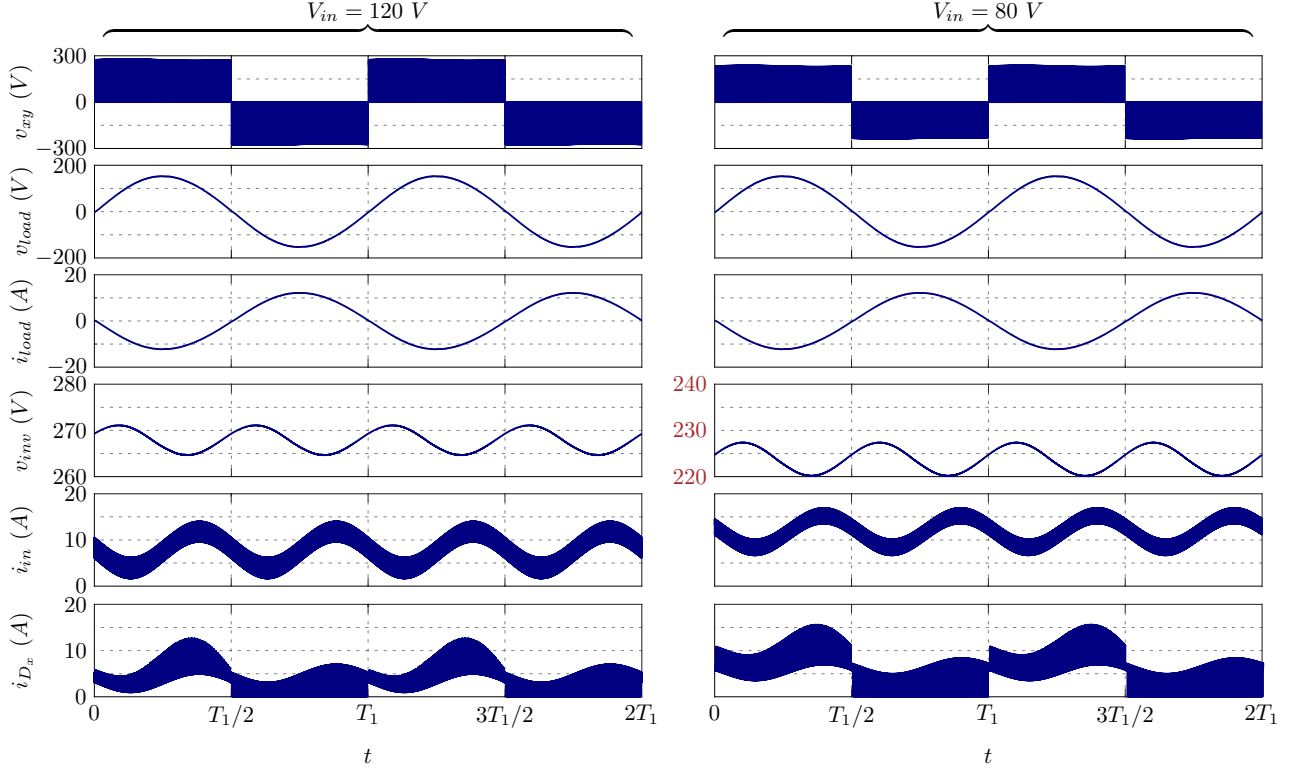 V_{in} = 120 V
V_{in} = 80 V
v_{xy} (V)
300
0
−300
v_{load} (V)
200
0
−200
i_{load} (A)
20
0
−20
v_{inv} (V)
280
270
260
240
230
220
i_{in} (A)
20
10
0
i_{D_x} (A)
20
10
0
0 T_1/2 T_1 3T_1/2 2T_1
0 T_1/2 T_1 3T_1/2 2T_1
t
t